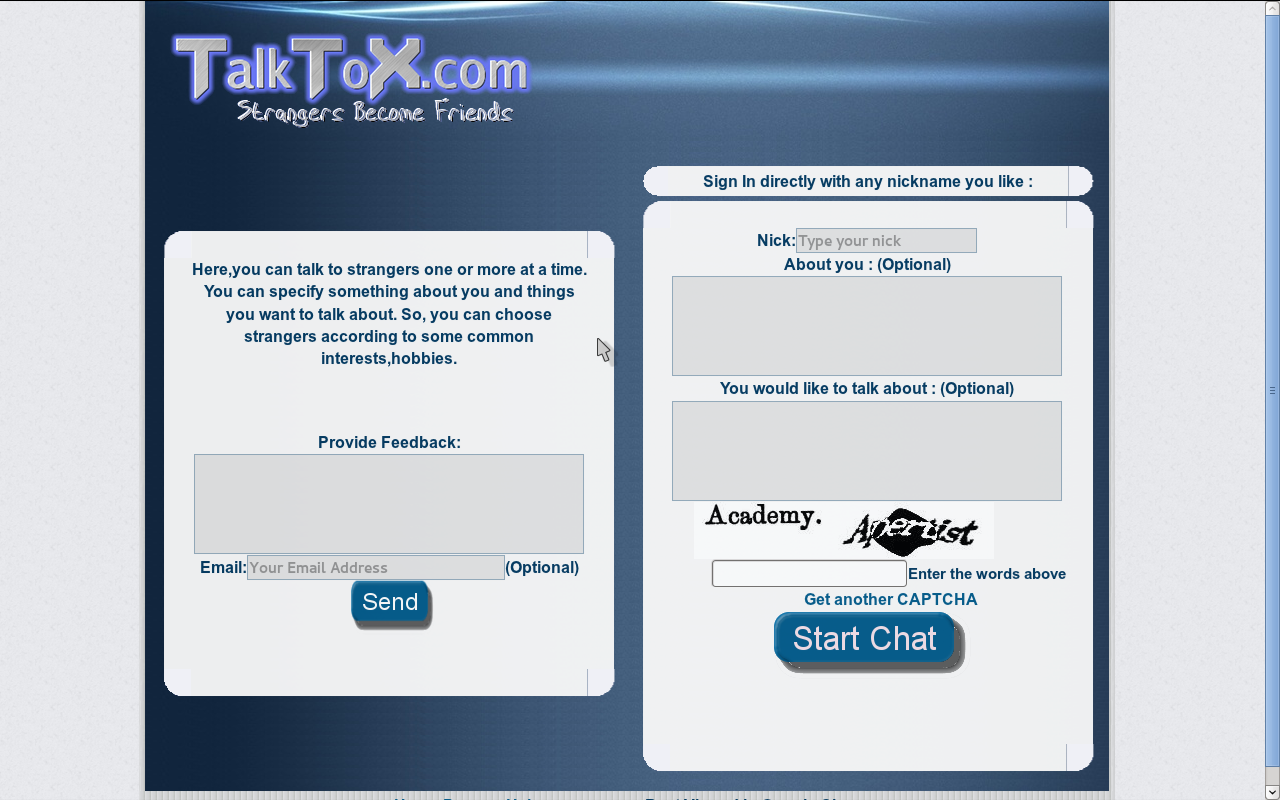 TalkToX.com
Strangers Become Friends
Sign In directly with any nickname you like :
Here,you can talk to strangers one or more at a time.
You can specify something about you and things
you want to talk about. So, you can choose
strangers according to some common
interests,hobbies.
Provide Feedback:
Email:
Your Email Address
(Optional)
Send
Nick:
Type your nick
About you : (Optional)
You would like to talk about : (Optional)
Academy.
Enter the words above
Get another CAPTCHA
Start Chat